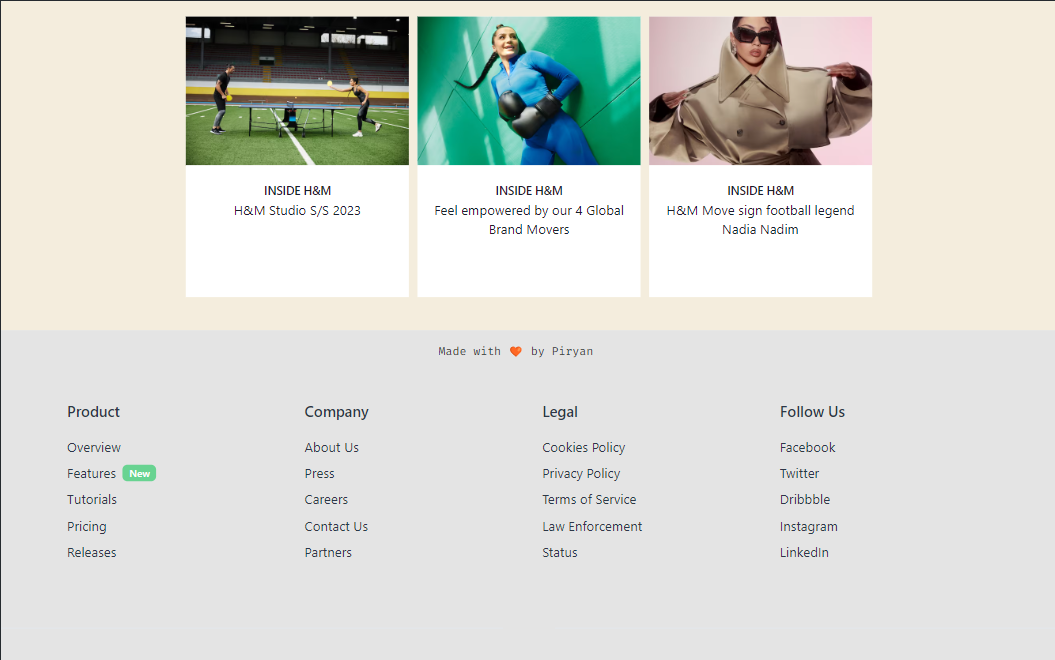 INSIDE H&M
H&M Studio S/S 2023
INSIDE H&M
Feel empowered by our 4 Global
Brand Movers
INSIDE H&M
H&M Move sign football legend
Nadia Nadim
Made with 🧡 by Piryan
Product
Overview
Features New
Tutorials
Pricing
Releases
Company
About Us
Press
Careers
Contact Us
Partners
Legal
Cookies Policy
Privacy Policy
Terms of Service
Law Enforcement
Status
Follow Us
Facebook
Twitter
Dribbble
Instagram
LinkedIn